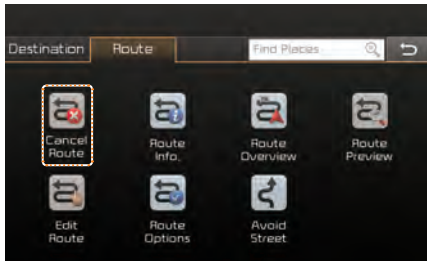 Destination Route Find Places
Cancel Route Route Route
Route Info. Overview Preview
Edit Route Avoid
Route Options Street